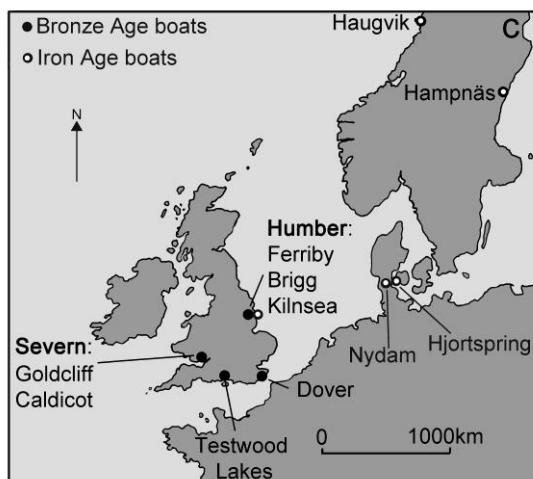 Bronze Age boats
Iron Age boats
C
Haugvik
Hampnäs
N
Humber:
Ferriby
Brigg
Kilnsea
Severn:
Goldcliff
Caldicot
Nydam
Hjortspring
Dover
Testwood
Lakes
0 1000km